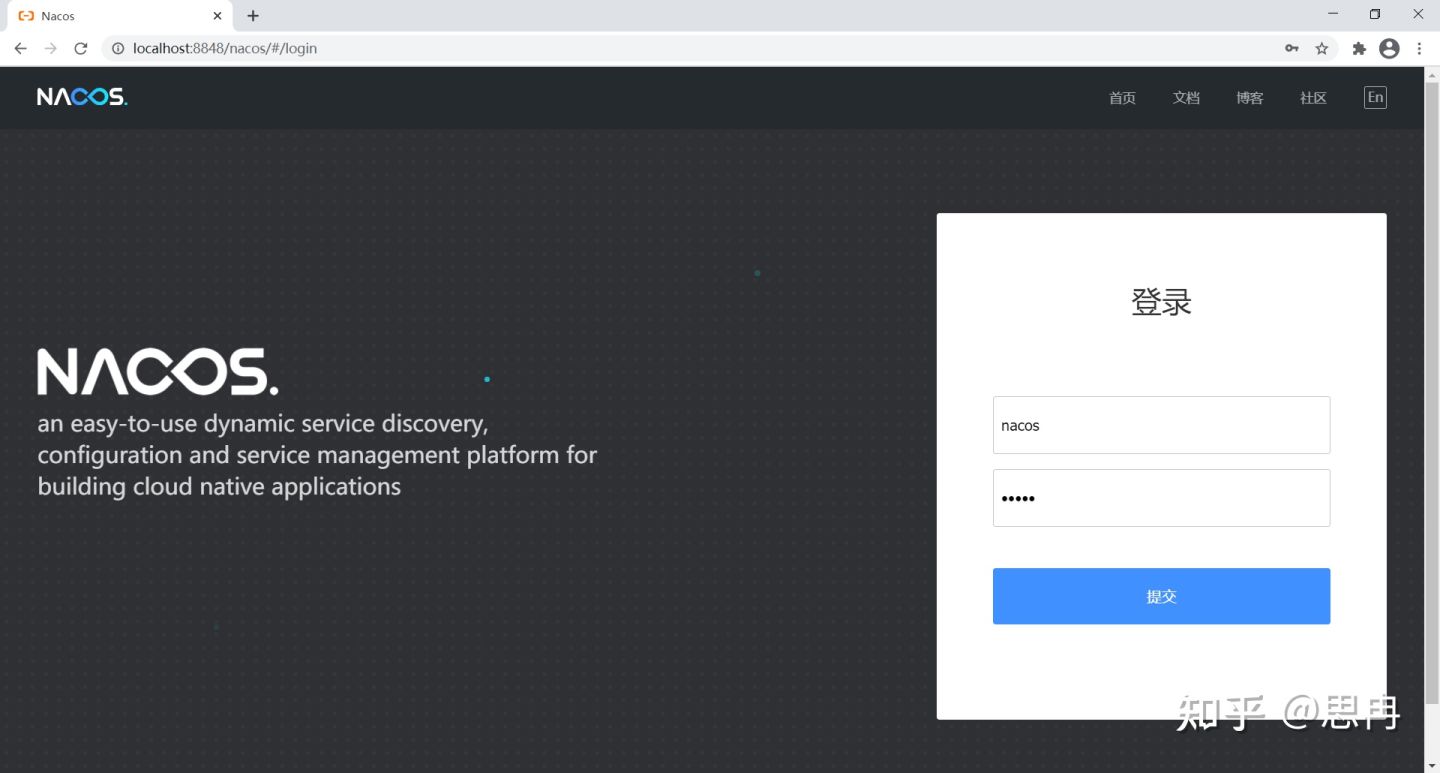 Nacos
localhost:8848/nacos/#/login
NACOS.
首页 文档 博客 社区 En
登录
NACOS.
an easy-to-use dynamic service discovery,
configuration and service management platform for
building cloud native applications
nacos
•••••
提交
知乎 @思冉